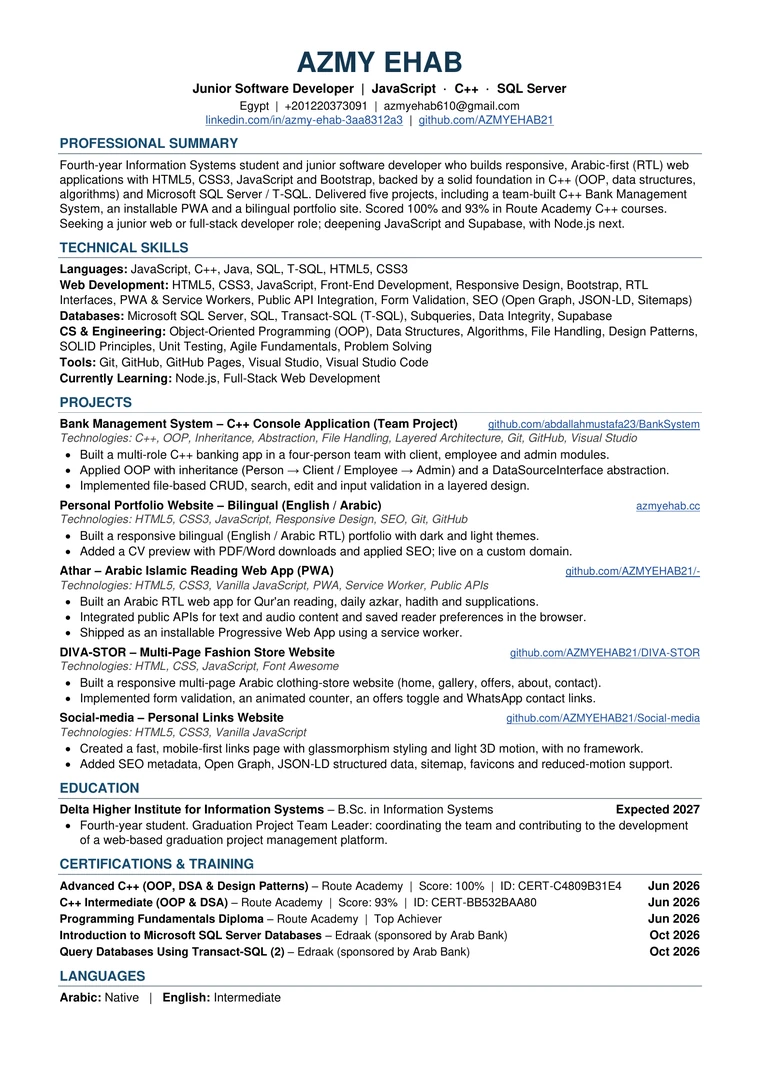 AZMY EHAB
Junior Software Developer | JavaScript · C++ · SQL Server
Egypt | +201220373091 | azmyehab610@gmail.com
linkedin.com/in/azmy-ehab-3aa8312a3 | github.com/AZMYEHAB21
PROFESSIONAL SUMMARY
Fourth-year Information Systems student and junior software developer who builds responsive, Arabic-first (RTL) web
applications with HTML5, CSS3, JavaScript and Bootstrap, backed by a solid foundation in C++ (OOP, data structures,
algorithms) and Microsoft SQL Server / T-SQL. Delivered five projects, including a team-built C++ Bank Management
System, an installable PWA and a bilingual portfolio site. Scored 100% and 93% in Route Academy C++ courses.
Seeking a junior web or full-stack developer role; deepening JavaScript and Supabase, with Node.js next.
TECHNICAL SKILLS
Languages: JavaScript, C++, Java, SQL, T-SQL, HTML5, CSS3
Web Development: HTML5, CSS3, JavaScript, Front-End Development, Responsive Design, Bootstrap, RTL
Interfaces, PWA & Service Workers, Public API Integration, Form Validation, SEO (Open Graph, JSON-LD, Sitemaps)
Databases: Microsoft SQL Server, SQL, Transact-SQL (T-SQL), Subqueries, Data Integrity, Supabase
CS & Engineering: Object-Oriented Programming (OOP), Data Structures, Algorithms, File Handling, Design Patterns,
SOLID Principles, Unit Testing, Agile Fundamentals, Problem Solving
Tools: Git, GitHub, GitHub Pages, Visual Studio, Visual Studio Code
Currently Learning: Node.js, Full-Stack Web Development
PROJECTS
Bank Management System – C++ Console Application (Team Project) github.com/abdallahmustafa23/BankSystem
Technologies: C++, OOP, Inheritance, Abstraction, File Handling, Layered Architecture, Git, GitHub, Visual Studio
• Built a multi-role C++ banking app in a four-person team with client, employee and admin modules.
• Applied OOP with inheritance (Person → Client / Employee → Admin) and a DataSourceInterface abstraction.
• Implemented file-based CRUD, search, edit and input validation in a layered design.
Personal Portfolio Website – Bilingual (English / Arabic) azmyehab.cc
Technologies: HTML5, CSS3, JavaScript, Responsive Design, SEO, Git, GitHub
• Built a responsive bilingual (English / Arabic RTL) portfolio with dark and light themes.
• Added a CV preview with PDF/Word downloads and applied SEO; live on a custom domain.
Athar – Arabic Islamic Reading Web App (PWA) github.com/AZMYEHAB21/-
Technologies: HTML5, CSS3, Vanilla JavaScript, PWA, Service Worker, Public APIs
• Built an Arabic RTL web app for Qur'an reading, daily azkar, hadith and supplications.
• Integrated public APIs for text and audio content and saved reader preferences in the browser.
• Shipped as an installable Progressive Web App using a service worker.
DIVA-STOR – Multi-Page Fashion Store Website github.com/AZMYEHAB21/DIVA-STOR
Technologies: HTML, CSS, JavaScript, Font Awesome
• Built a responsive multi-page Arabic clothing-store website (home, gallery, offers, about, contact).
• Implemented form validation, an animated counter, an offers toggle and WhatsApp contact links.
Social-media – Personal Links Website github.com/AZMYEHAB21/Social-media
Technologies: HTML5, CSS3, Vanilla JavaScript
• Created a fast, mobile-first links page with glassmorphism styling and light 3D motion, with no framework.
• Added SEO metadata, Open Graph, JSON-LD structured data, sitemap, favicons and reduced-motion support.
EDUCATION
Delta Higher Institute for Information Systems – B.Sc. in Information Systems Expected 2027
• Fourth-year student. Graduation Project Team Leader: coordinating the team and contributing to the development
of a web-based graduation project management platform.
CERTIFICATIONS & TRAINING
Advanced C++ (OOP, DSA & Design Patterns) – Route Academy | Score: 100% | ID: CERT-C4809B31E4 Jun 2026
C++ Intermediate (OOP & DSA) – Route Academy | Score: 93% | ID: CERT-BB532BAA80 Jun 2026
Programming Fundamentals Diploma – Route Academy | Top Achiever Jun 2026
Introduction to Microsoft SQL Server Databases – Edraak (sponsored by Arab Bank) Oct 2026
Query Databases Using Transact-SQL (2) – Edraak (sponsored by Arab Bank) Oct 2026
LANGUAGES
Arabic: Native | English: Intermediate